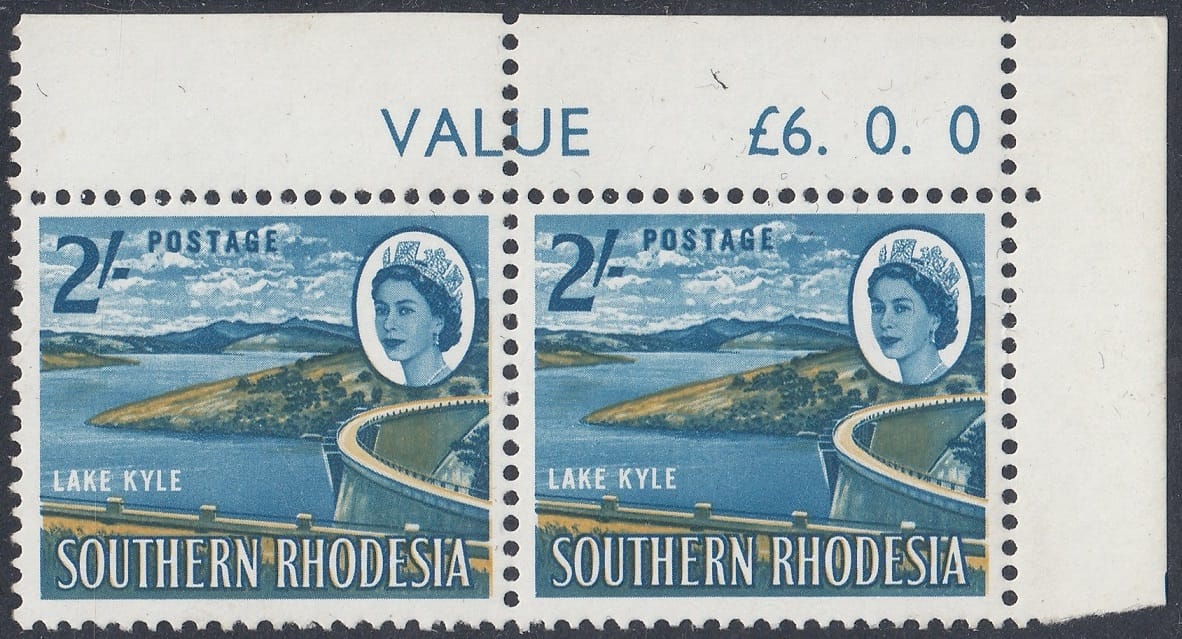 VALUE £6. 0. 0
2/- POSTAGE
LAKE KYLE
SOUTHERN RHODESIA
2/- POSTAGE
LAKE KYLE
SOUTHERN RHODESIA